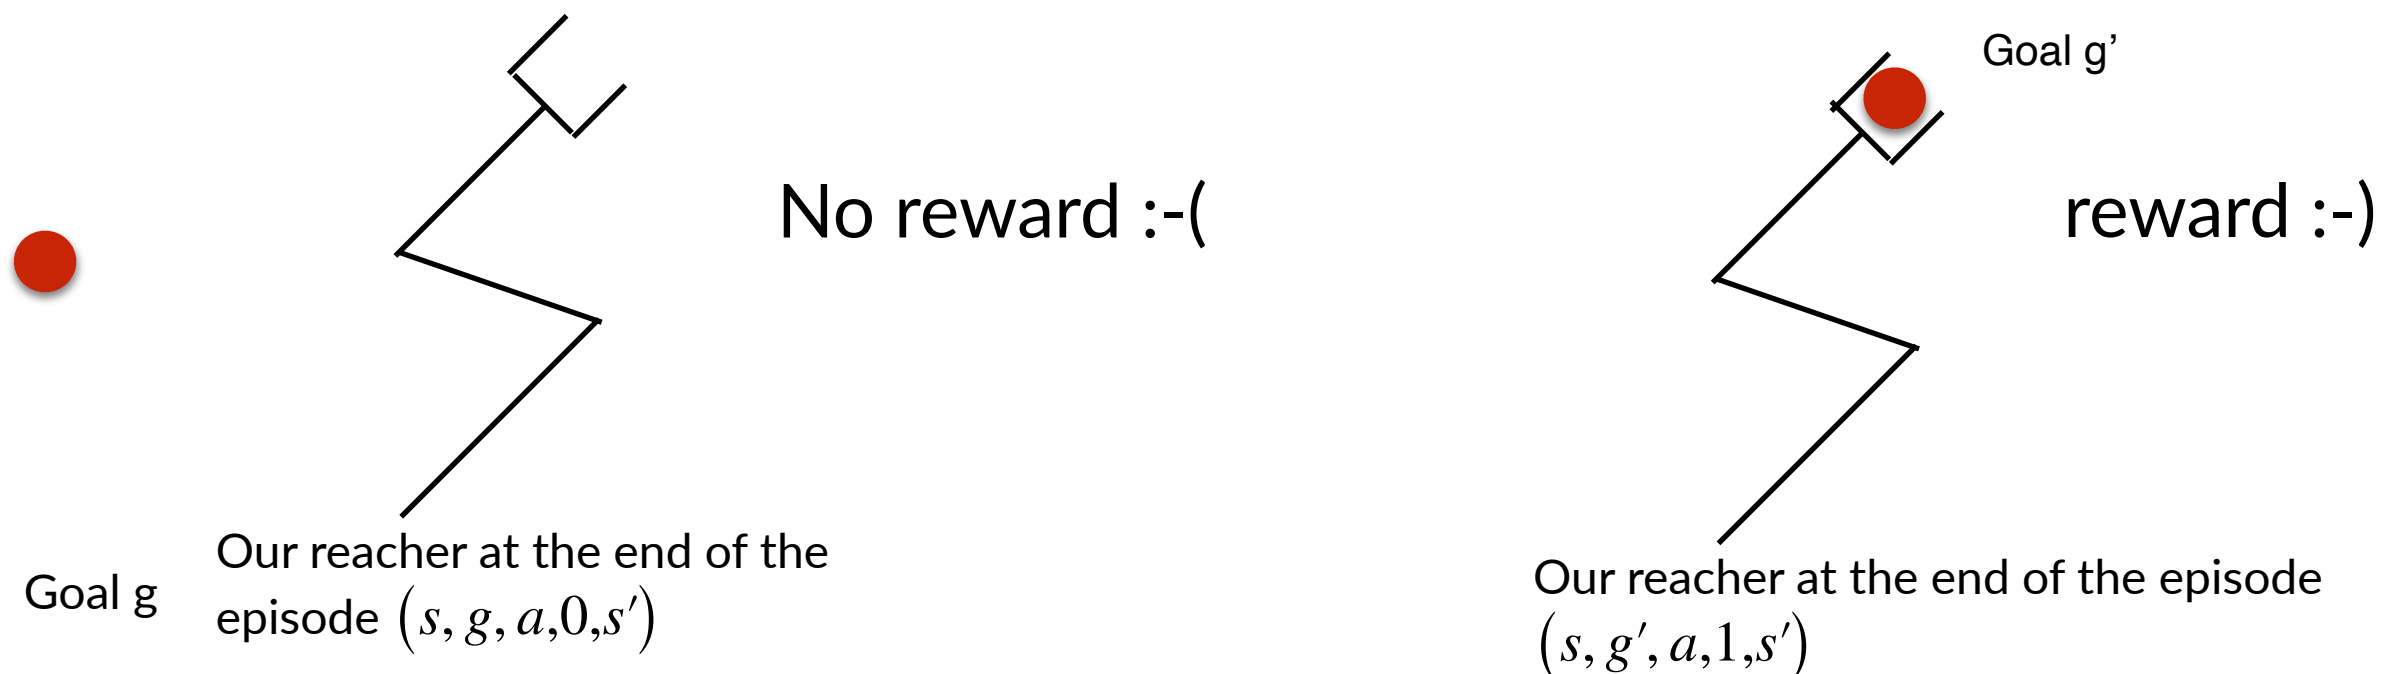 Goal g’
No reward :-(
reward :-)
Our reacher at the end of the
episode (s, g, a,0,s′)
Goal g
Our reacher at the end of the episode
(s, g′, a,1,s′)